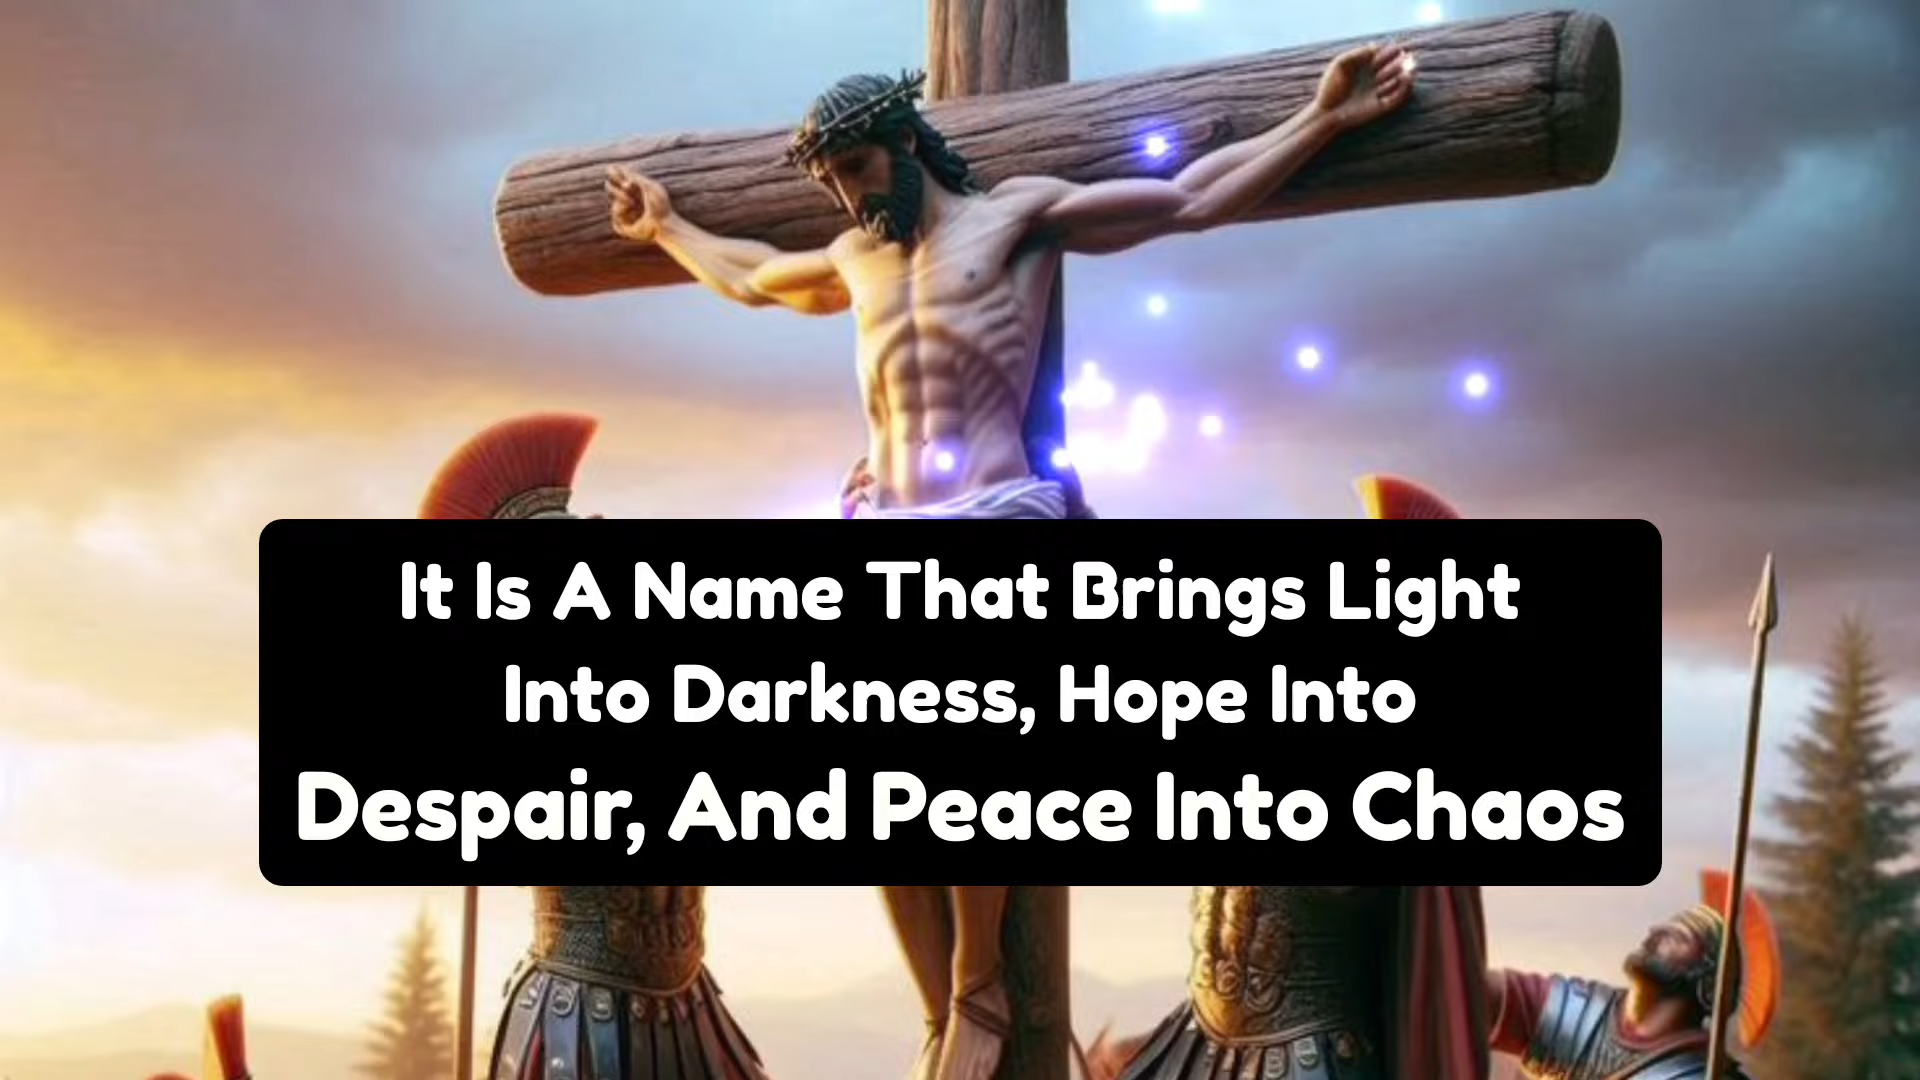 It Is A Name That Brings Light
Into Darkness, Hope Into
Despair, And Peace Into Chaos